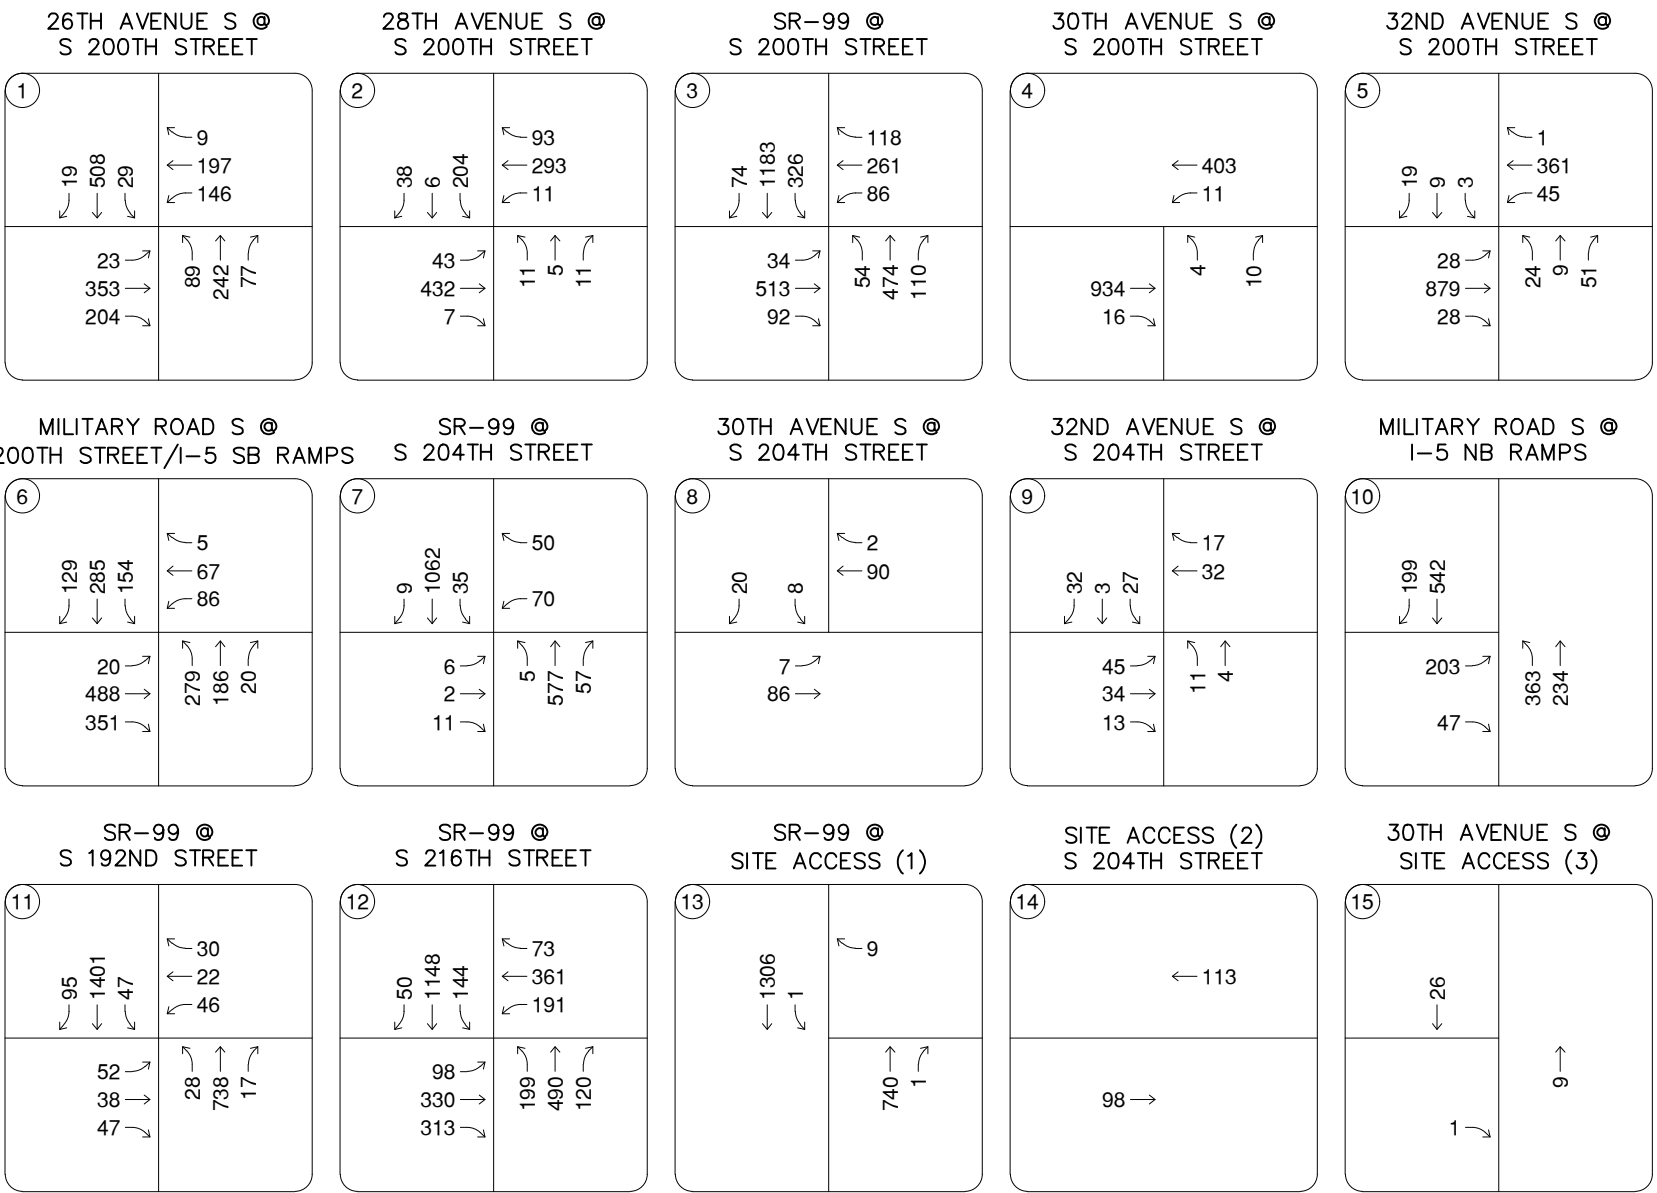 26TH AVENUE S @
S 200TH STREET
1
19 508 29
9
197
146
23
353
204
89 242 77
28TH AVENUE S @
S 200TH STREET
2
38 6 204
93
293
11
43
432
7
11 5 11
SR-99 @
S 200TH STREET
3
74 1183 326
118
261
86
34
513
92
54 474 110
30TH AVENUE S @
S 200TH STREET
4
403
11
934
16
4 10
32ND AVENUE S @
S 200TH STREET
5
19 9 3
1
361
45
28
879
28
24 9 51
MILITARY ROAD S @
200TH STREET/I-5 SB RAMPS
6
129 285 154
5
67
86
20
488
351
279 186 20
SR-99 @
S 204TH STREET
7
9 1062 35
50
70
6
2
11
5 577 57
30TH AVENUE S @
S 204TH STREET
8
20 8
2
90
7
86
32ND AVENUE S @
S 204TH STREET
9
32 3 27
17
32
45
34
13
11 4
MILITARY ROAD S @
I-5 NB RAMPS
10
199 542
203
47
363 234
SR-99 @
S 192ND STREET
11
95 1401 47
30
22
46
52
38
47
28 738 17
SR-99 @
S 216TH STREET
12
50 1148 144
73
361
191
98
330
313
199 490 120
SR-99 @
SITE ACCESS (1)
13
1306 1
9
740 1
SITE ACCESS (2)
S 204TH STREET
14
113
98
30TH AVENUE S @
SITE ACCESS (3)
15
26
1
9